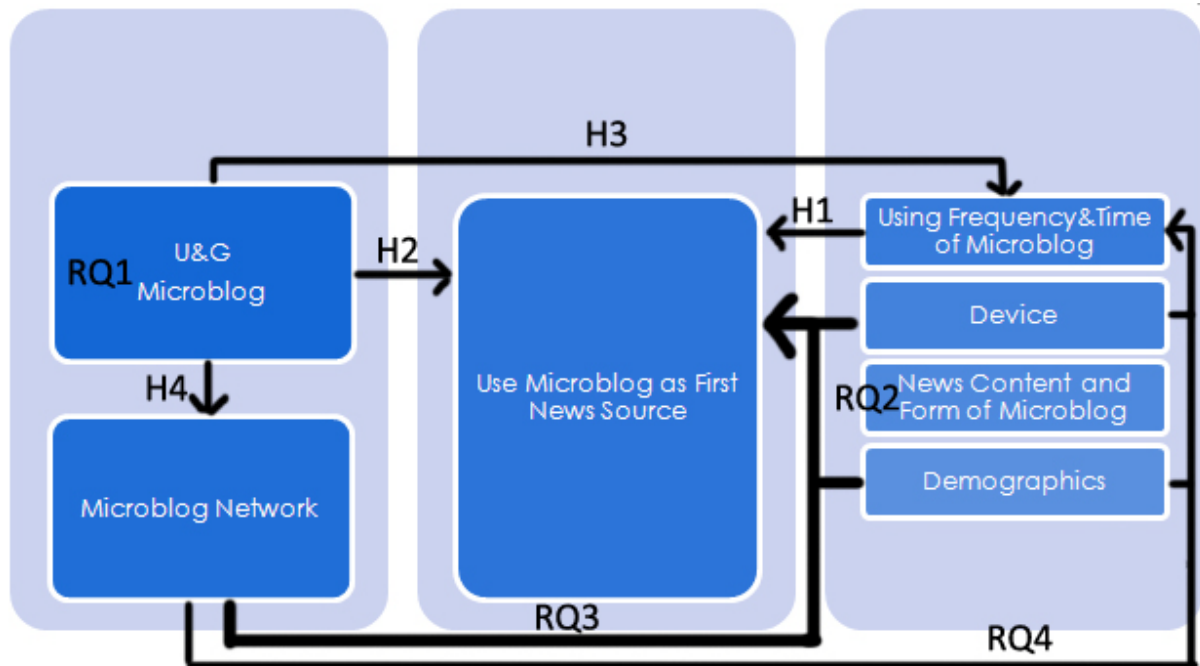 H3
RQ1
U&G
Microblog
H2
H4
Microblog Network
Use Microblog as First
News Source
H1
Using Frequency&Time
of Microblog
Device
RQ2
News Content and
Form of Microblog
Demographics
RQ3
RQ4